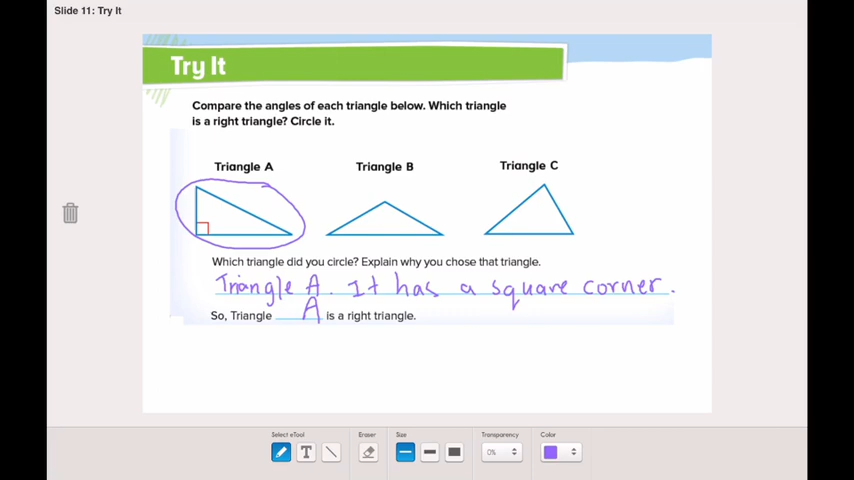 Slide 11: Try It
Try It
Compare the angles of each triangle below. Which triangle
is a right triangle? Circle it.
Triangle A
Triangle B
Triangle C
Which triangle did you circle? Explain why you chose that triangle.
Triangle A. It has a square corner.
So, Triangle A is a right triangle.
Select eTool
Eraser
Size
Transparency
Color
T
0%